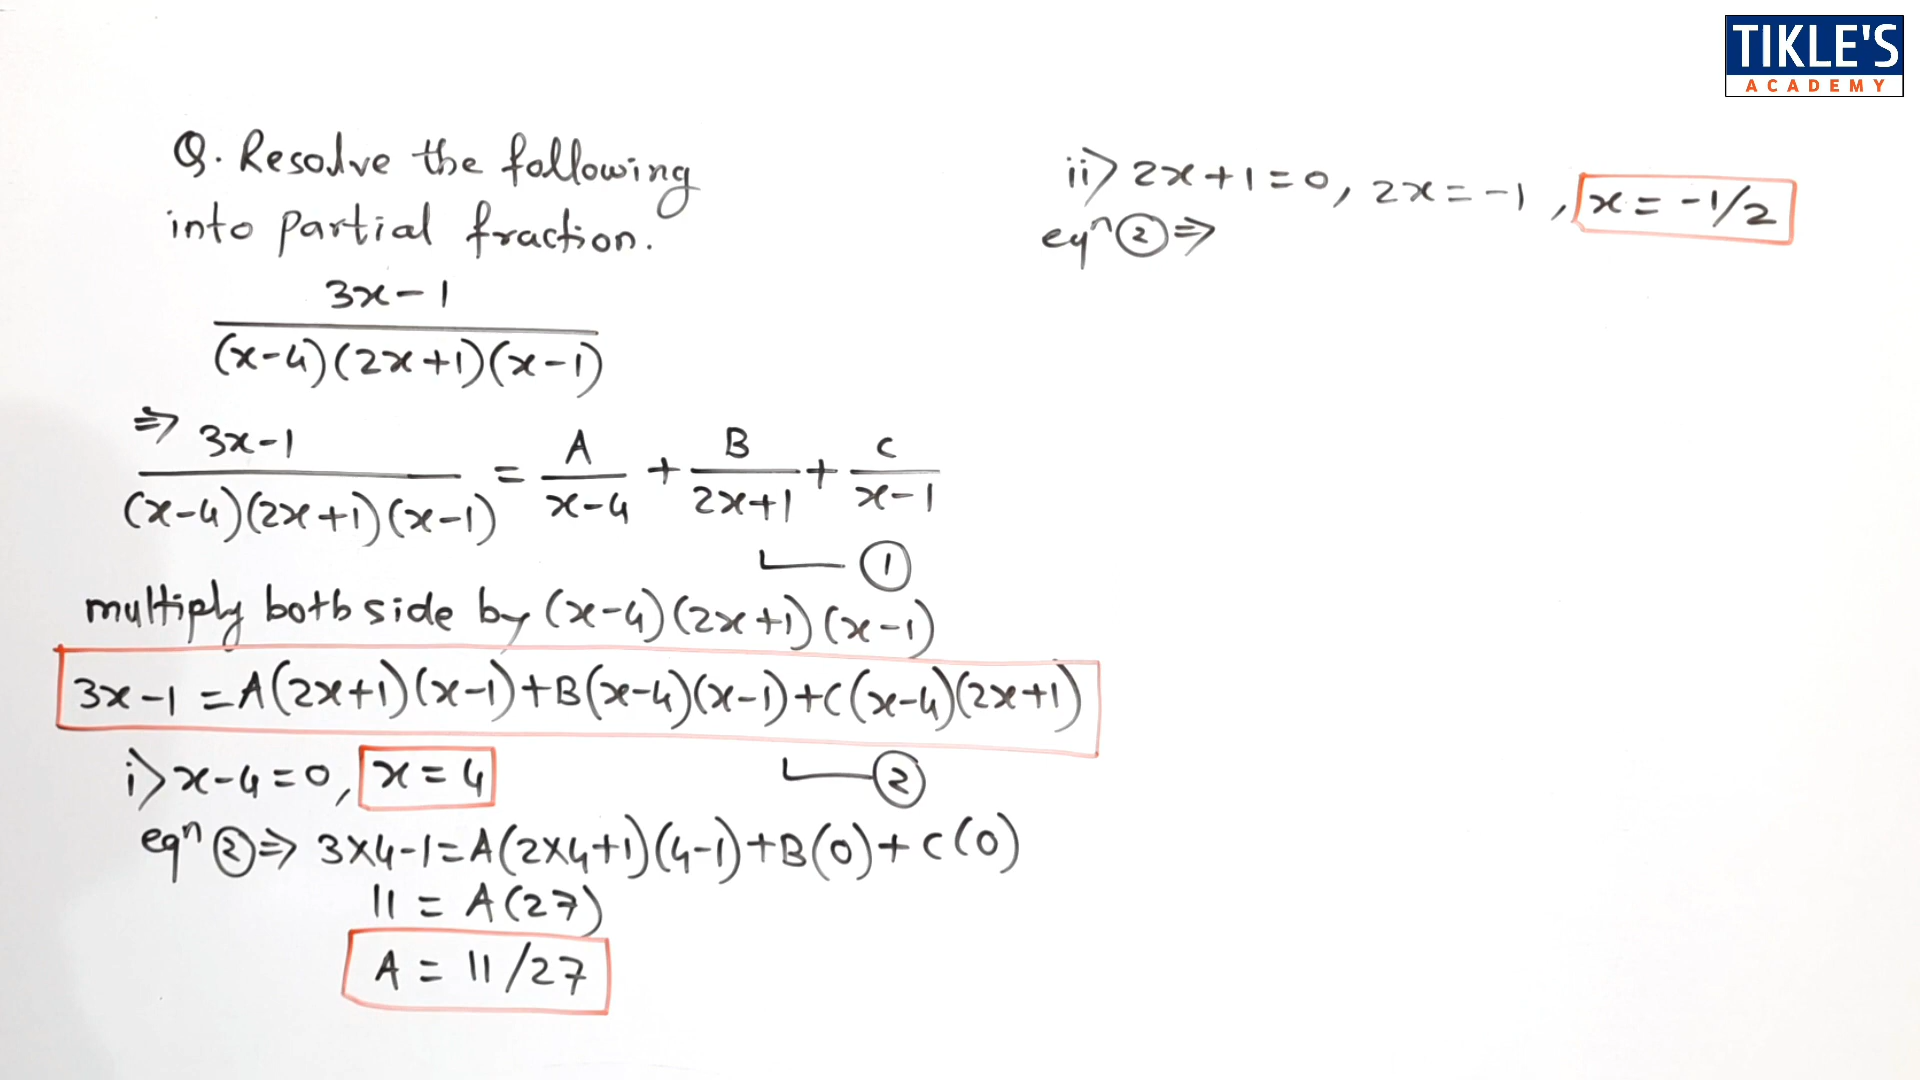 TIKLE'S
ACADEMY
Q. Resolve the following
into partial fraction.
3x-1
(x-4)(2x+1)(x-1)
⇒ 3x-1 / (x-4)(2x+1)(x-1) = A/x-4 + B/2x+1 + C/x-1
①
multiply both side by (x-4)(2x+1)(x-1)
3x-1 = A(2x+1)(x-1)+B(x-4)(x-1)+C(x-4)(2x+1)
②
i> x-4=0, x=4
eqⁿ ②⇒ 3×4-1=A(2×4+1)(4-1)+B(0)+C(0)
11 = A(27)
A = 11/27
ii> 2x+1=0, 2x=-1, x=-1/2
eqⁿ ②⇒